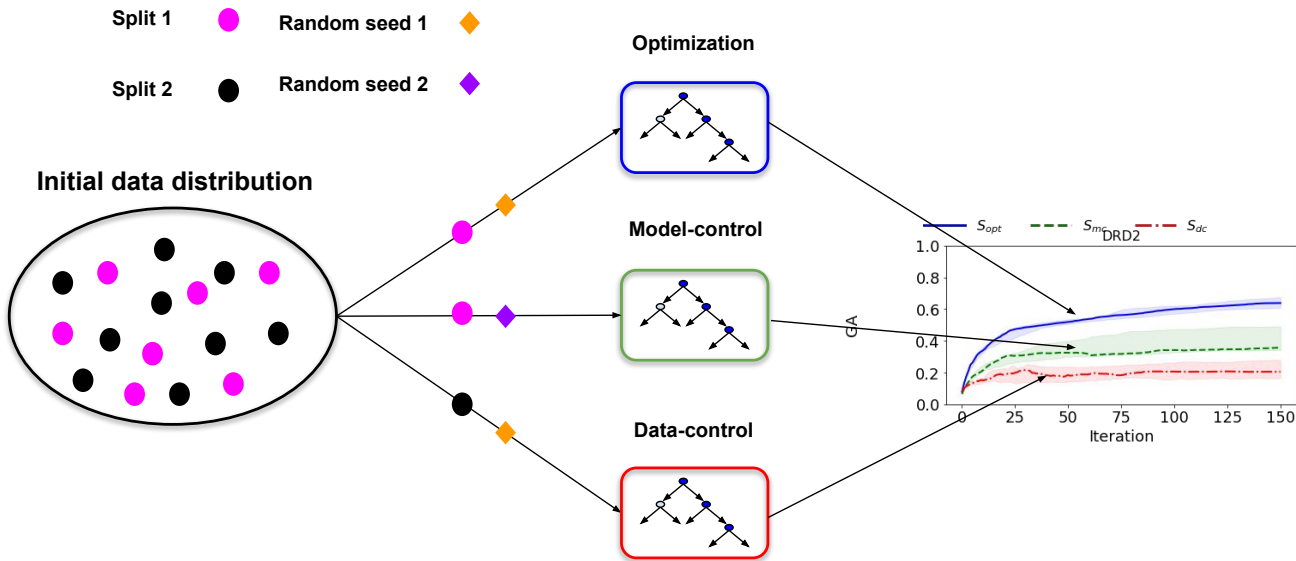 Split 1
Random seed 1
Split 2
Random seed 2
Initial data distribution
Optimization
Model-control
Data-control
S_opt
S_mc
S_dc
DRD2
GA
1.0
0.8
0.6
0.4
0.2
0.0
0 25 50 75 100 125 150
Iteration